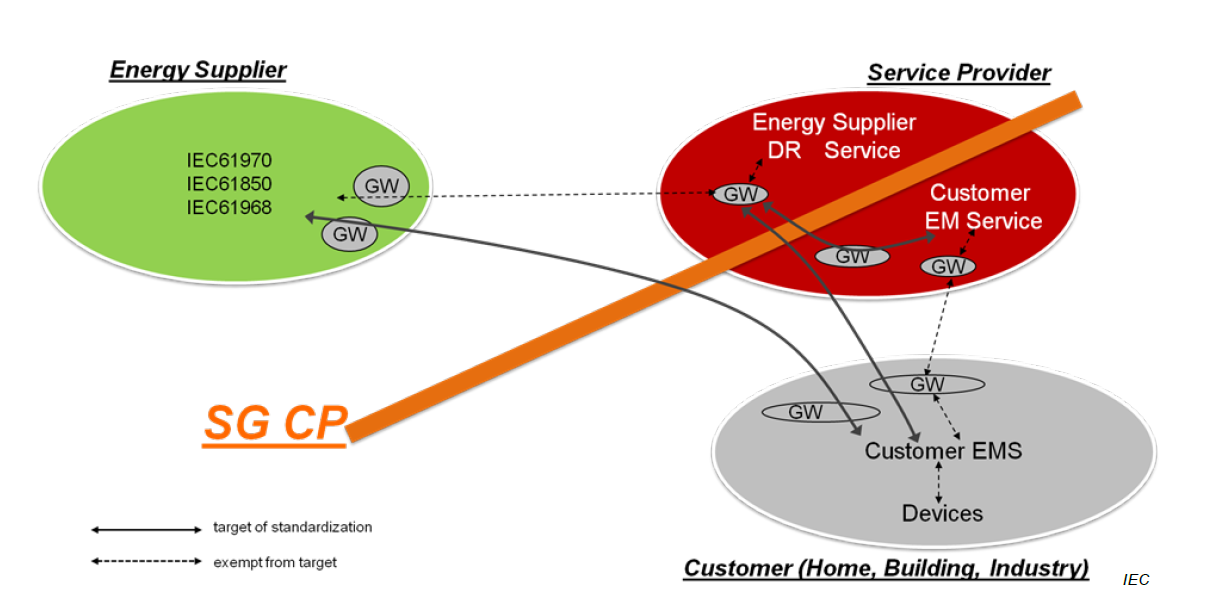 Energy Supplier
Service Provider
IEC61970
IEC61850
IEC61968
GW
GW
Energy Supplier
DR Service
GW
Customer
EM Service
GW
GW
SG CP
GW
GW
Customer EMS
Devices
target of standardization
exempt from target
Customer (Home, Building, Industry)
IEC